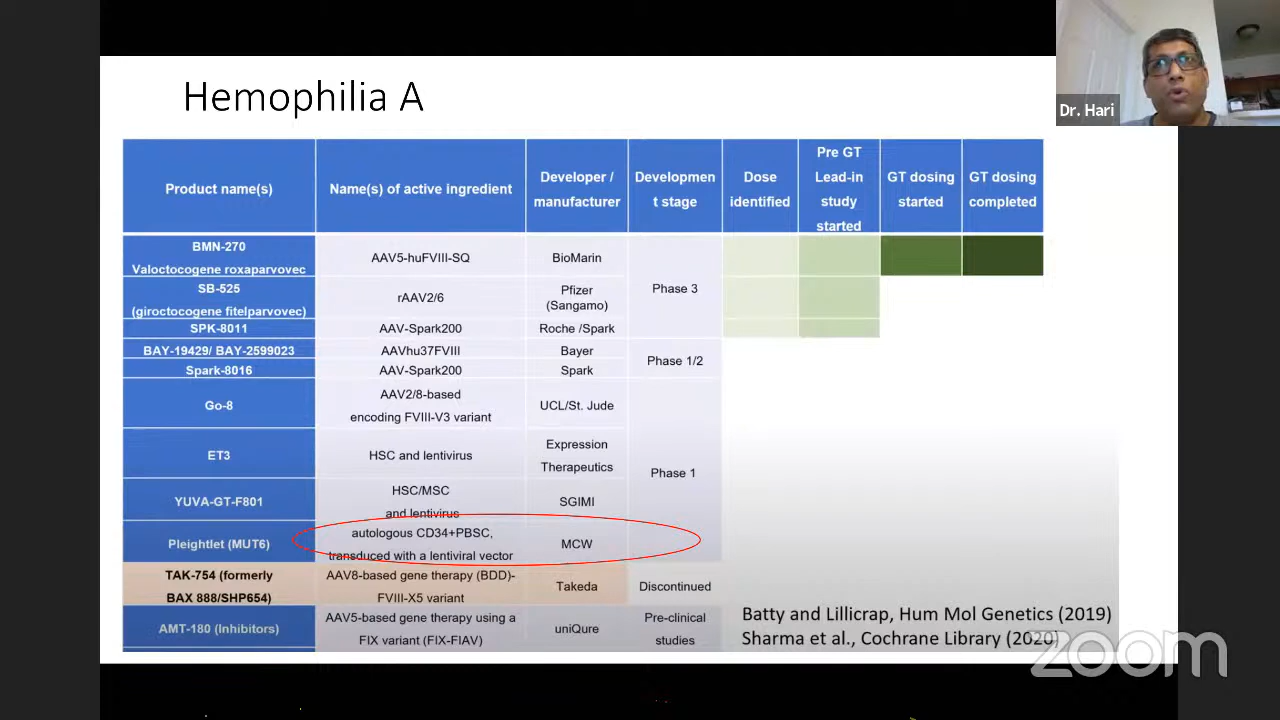 Hemophilia A
Dr. Hari
Product name(s)
Name(s) of active ingredient
Developer /
manufacturer
Developmen
t stage
Dose
identified
Pre GT
Lead-in
study
started
GT dosing
started
GT dosing
completed
BMN-270
Valoctocogene roxaparvovec
AAV5-huFVIII-SQ
BioMarin
Phase 3
SB-525
(giroctocogene fitelparvovec)
rAAV2/6
Pfizer
(Sangamo)
SPK-8011
AAV-Spark200
Roche /Spark
BAY-19429/ BAY-2599023
AAVhu37FVIII
Bayer
Phase 1/2
Spark-8016
AAV-Spark200
Spark
Go-8
AAV2/8-based
encoding FVIII-V3 variant
UCL/St. Jude
Phase 1
ET3
HSC and lentivirus
Expression
Therapeutics
YUVA-GT-F801
HSC/MSC
and lentivirus
SGIMI
Pleightlet (MUT6)
autologous CD34+PBSC,
transduced with a lentiviral vector
MCW
TAK-754 (formerly
BAX 888/SHP654)
AAV8-based gene therapy (BDD)-
FVIII-X5 variant
Takeda
Discontinued
AMT-180 (Inhibitors)
AAV5-based gene therapy using a
FIX variant (FIX-FIAV)
uniQure
Pre-clinical
studies
Batty and Lillicrap, Hum Mol Genetics (2019)
Sharma et al., Cochrane Library (2020)
zoom